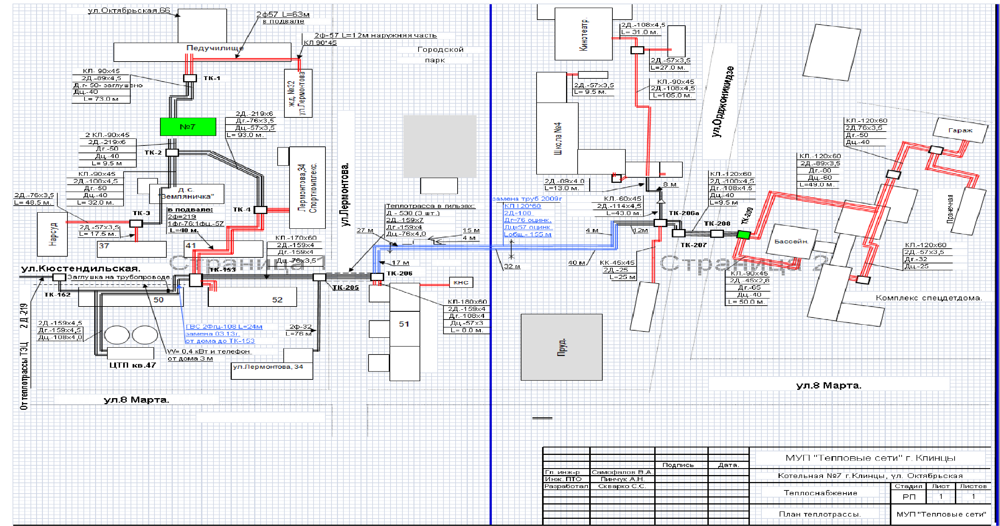 ул.Октябрьская,66
2ф57 L=63м
в подвале
2ф-57 L=12м наружняя часть
КЛ 90*45
Педучилище
Городской
парк
КЛ- 90х45
2Д.-89х4,5
Д.г- 50- заглушено
Дц.-40
L= 73.0 м
ТК-1
жд. №32
ул.Лермонтова
№7
2Д.-219х6
Дг.-76х3,5
Дц.-57х3,5
L= 93.0 м.
2 КЛ.-90х45
2Д.-219х6
Дг.-50
Дц.-40
L= 9.5 м
ТК-2
КЛ.-90х45
2Д.-108х4,5
Дг.-50
Дц.-40
L= 32.0 м.
Д.С.
"Земляничка"
2Д.-76х3,5
L= 48.5 м.
ТК-3
Нарсуд
2Д.-57х3,5
L= 17.5 м.
37
в подвале:
2ф=219
1фг-76;1фц.-57
L=40 м.
ТК-4
Лермонтова,34
Спорткомплекс.
ул.Лермонтова.
41
КЛ.-170х60
2Д.-159х4
Дг.-159х4
Дц.-76х3,5
Страница 1
ул.Кюстендильская.
Заглушка на трубопроводе.
ТК-153
ТК-152
50
52
ТК-205
ТК-206
Теплотрасса в гильзах:
Д - 530 (3 шт.)
2Д.-159х7
Дг.-159х4
Дц.-76х4,0
27 м
15 м
4 м
17 м
кнс
51
КЛ-180х60
2Д.-159х4
Дг.-108х4
Дц.-57х3
L= 8.0 м.
От теплотрассы ТЭЦ 2 Д -219
2Д.-159х4,5
Дг.-159х4,5
Дц.-108х4,0
ЦТП кв.47
ГВС 2Фгц-108 L=24м
замена 03.13г.
от дома до ТК-153
W= 0,4 кВт и телефон
от дома 3 м
2ф-32
L=76 м
ул.Лермонтова, 34
ул.8 Марта.
Кинотеатр.
2Д.-108х4,5
L= 31.0 м.
2Д.-57х3,5
L=27.0 м.
2Д.-57х3,5
L= 9.5 м.
КЛ.-90х45
2Д.-108х4,5
L=105.0 м.
Школа №4
ул.Орджоникидзе
2Д.-89х4.0
L=13.0 м.
8 м
замена труб 2009г
КЛ 120*60
2Д=108
Дг=76 оцинк.
Дц=57 оцинк.
Lобщ.- 155 м
КЛ.-60х45
2Д.-114х4,5
L=43.0 м.
ТК-206а
4 м
12м
32 м
40 м
КК-45х45
2Д.-25
L=25 м
ТК-207
ТК-208
ТК-209
КЛ.-120х60
2Д.-108х4,5
Дг.-108х4.5
Дц.-40
L=9.5 м
КЛ.-120х60
2Д.-89х3,5
Дг.-80
Дц.-60
L=49.0 м.
КЛ.-120х60
2Д.76х3,5
Дг.-50
Дц.-40
Гараж
Прачечная
Бассейн.
Страница 2
КЛ.-120х60
2Д.-57х3,5
Дг.-32
Дц.-25
КЛ.-90х45
2Д.-45х2,8
Дг.-65
Дц.-40
L= 50.0 м.
Комплекс спецдетдома.
Пруд.
ул.8 Марта.
МУП "Тепловые сети" г. Клинцы
Подпись Дата.
Гл. инж-р Самофалов В.А.
Инж. ПТО Пинчук А.Н.
Разработал Скварко С.С.
Котельная №7 г.Клинцы, ул. Октябрьская
Теплоснабжение
Стадия Лист Листов
РП 1 1
План теплотрассы.
МУП "Тепловые сети"